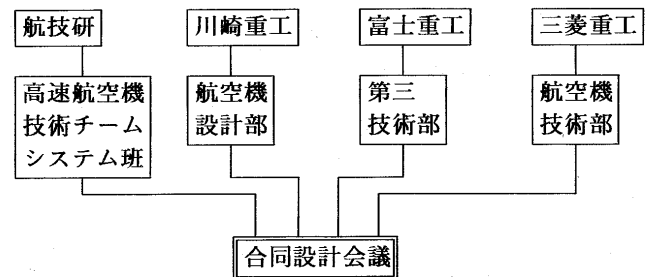 航技研
川崎重工
富士重工
三菱重工
高速航空機
技術チーム
システム班
航空機
設計部
第三
技術部
航空機
技術部
合同設計会議